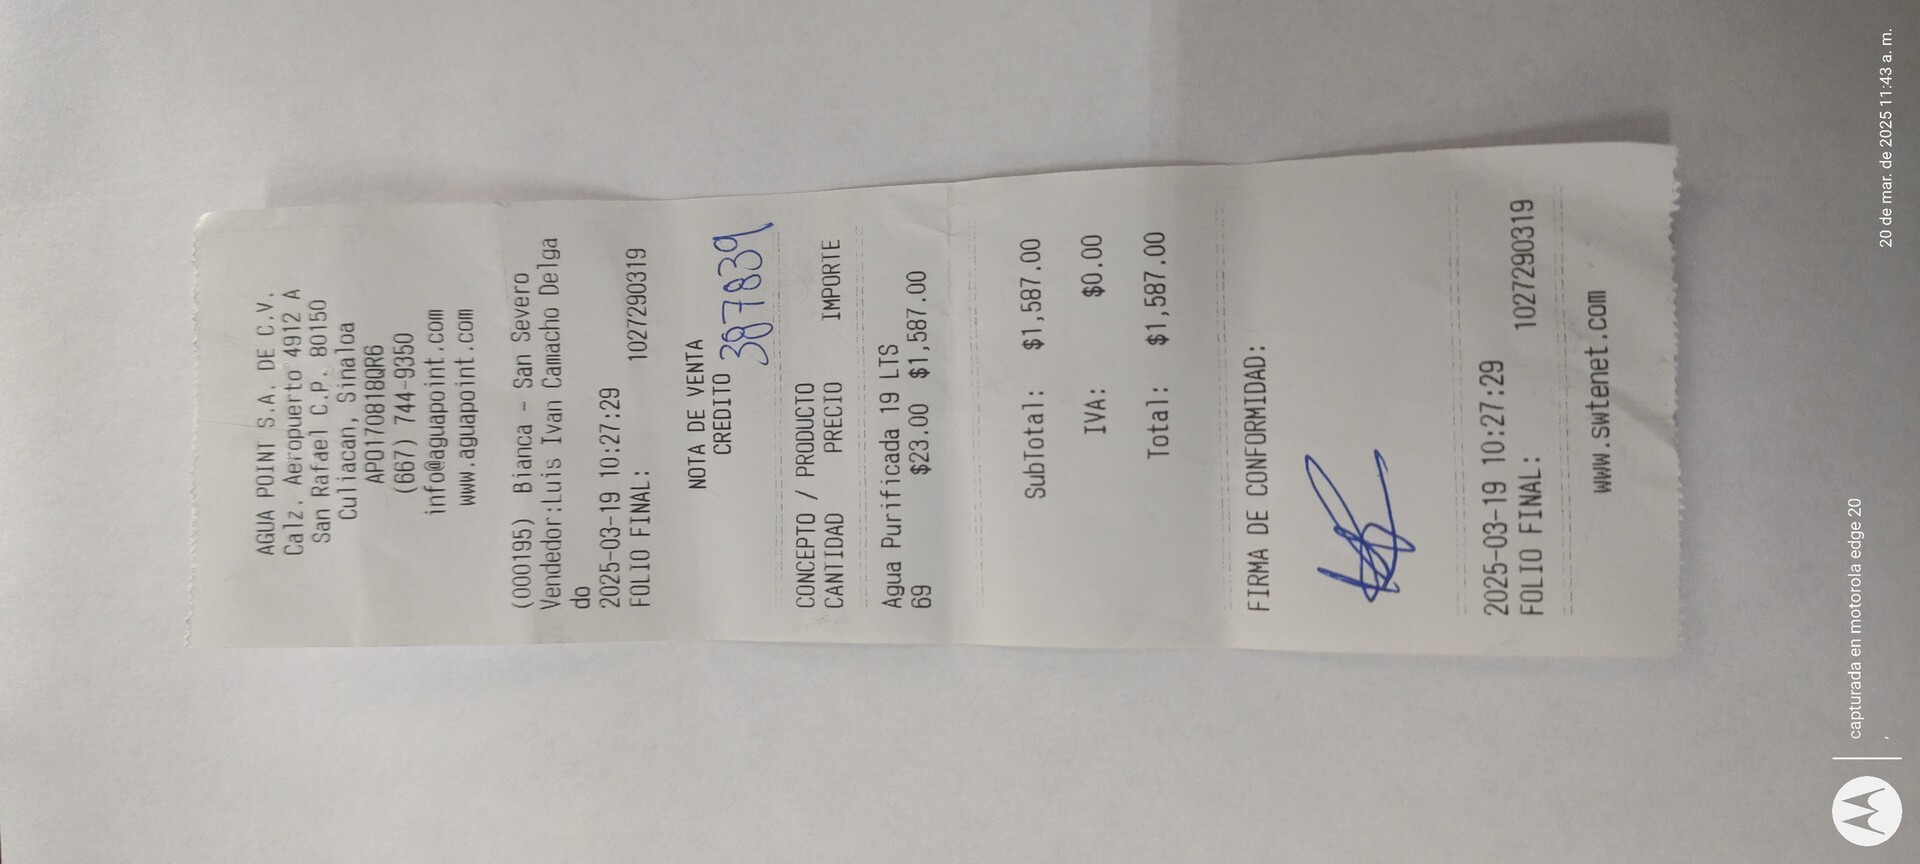 AGUA POINT S.A. DE C.V.
Calz. Aeropuerto 4912 A
San Rafael C.P. 80150
Culiacan, Sinaloa
APO170818QR6
(667) 744-9350
info@aguapoint.com
www.aguapoint.com
(000195) Bianca - San Severo
Vendedor:Luis Ivan Camacho Delga
do
2025-03-19 10:27:29
FOLIO FINAL: 1027290319
NOTA DE VENTA
CREDITO 387839
CONCEPTO / PRODUCTO
CANTIDAD PRECIO IMPORTE
Agua Purificada 19 LTS
69 $23.00 $1,587.00
SubTotal: $1,587.00
IVA: $0.00
Total: $1,587.00
FIRMA DE CONFORMIDAD:
2025-03-19 10:27:29
FOLIO FINAL: 1027290319
www.swtenet.com
capturada en motorola edge 20
,
20 de mar. de 2025 11:43 a. m.